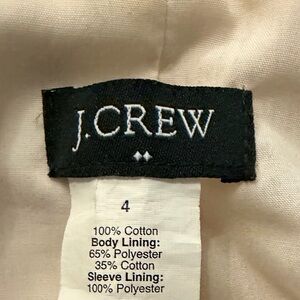 J.CREW
4
100% Cotton
Body Lining:
65% Polyester
35% Cotton
Sleeve Lining:
100% Polyester